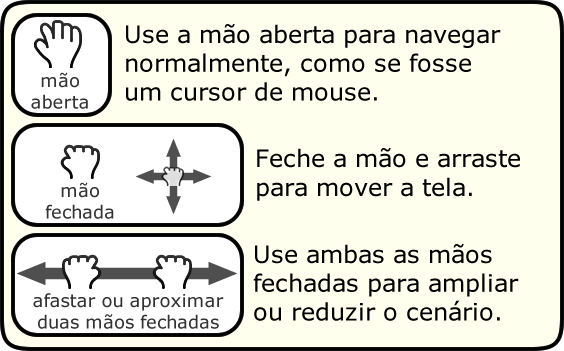 mão
aberta
Use a mão aberta para navegar
normalmente, como se fosse
um cursor de mouse.
mão
fechada
Feche a mão e arraste
para mover a tela.
afastar ou aproximar
duas mãos fechadas
Use ambas as mãos
fechadas para ampliar
ou reduzir o cenário.